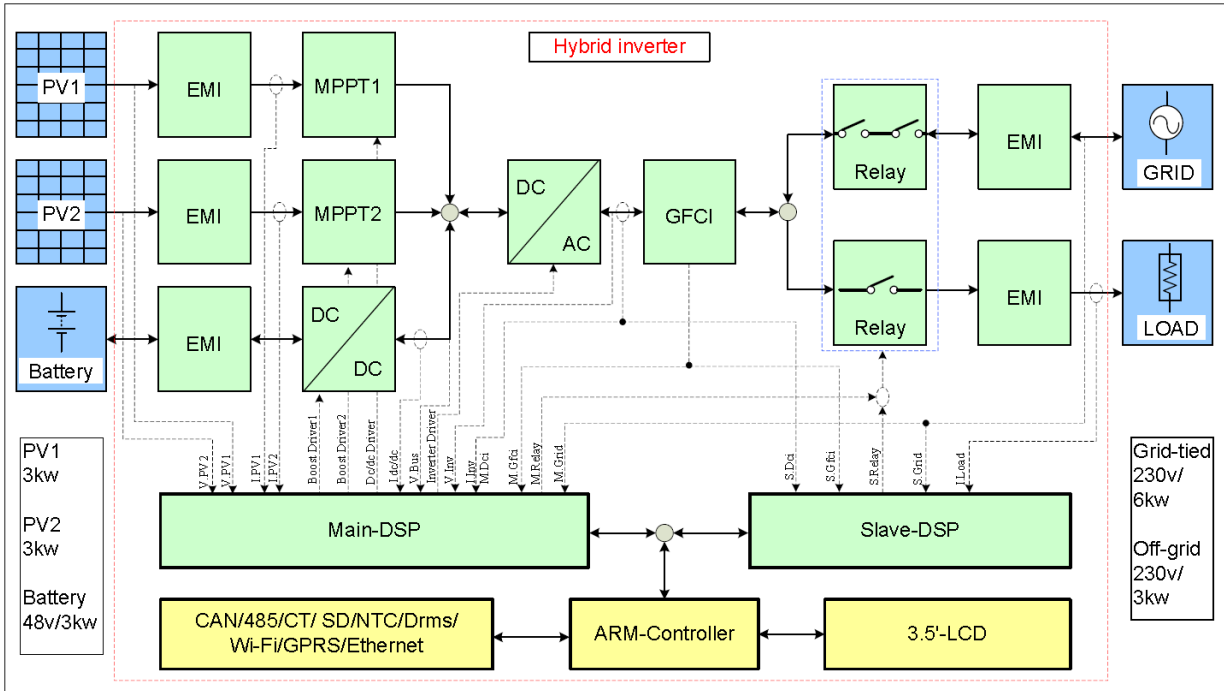 Hybrid inverter
PV1
EMI
MPPT1
PV2
EMI
MPPT2
Battery
EMI
DC
DC
DC
AC
GFCI
Relay
EMI
GRID
Relay
EMI
LOAD
V.PV2
V.PV1
I.PV1
I.PV2
Boost.Driver1
Boost.Driver2
Dc/dc.Driver
I.dc/dc
V.Bus
Inverter.Driver
V.Inv
I.Inv
M.Dci
M.Gfci
M.Relay
M.Grid
S.Dci
S.Gfci
S.Relay
S.Grid
I.Load
Main-DSP
Slave-DSP
CAN/485/CT/ SD/NTC/Drms/
Wi-Fi/GPRS/Ethernet
ARM-Controller
3.5'-LCD
PV1
3kw
PV2
3kw
Battery
48v/3kw
Grid-tied
230v/
6kw
Off-grid
230v/
3kw